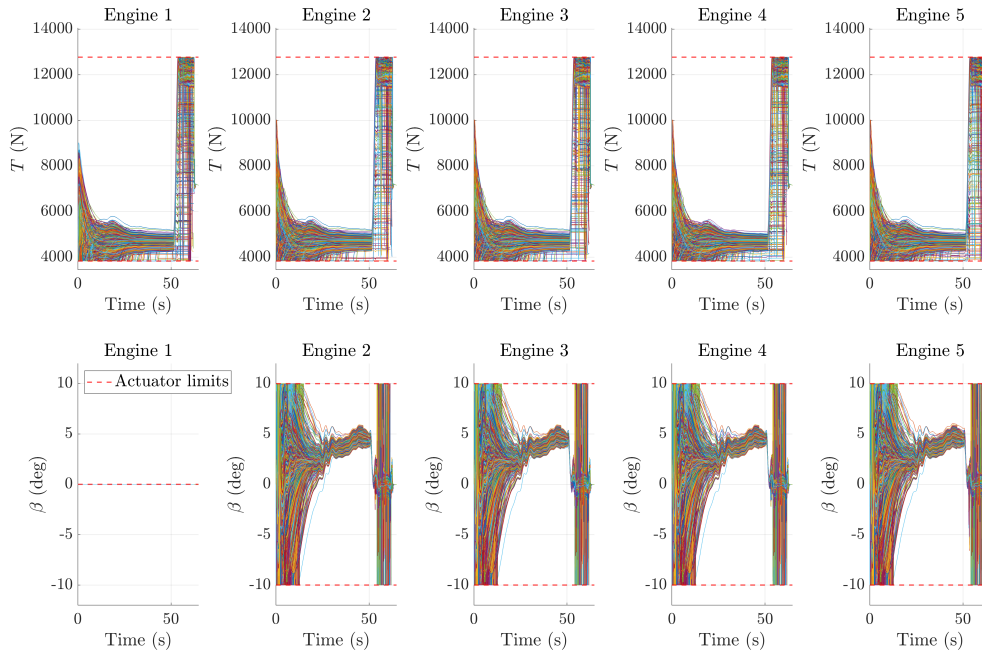 Engine 1 Engine 2 Engine 3 Engine 4 Engine 5
14000 14000 14000 14000 14000
12000 12000 12000 12000 12000
10000 10000 10000 10000 10000
T (N) T (N) T (N) T (N) T (N)
8000 8000 8000 8000 8000
6000 6000 6000 6000 6000
4000 4000 4000 4000 4000
0 50 0 50 0 50 0 50 0 50
Time (s) Time (s) Time (s) Time (s) Time (s)
Engine 1 Engine 2 Engine 3 Engine 4 Engine 5
Actuator limits
10 10 10 10 10
5 5 5 5 5
β (deg) β (deg) β (deg) β (deg) β (deg)
0 0 0 0 0
-5 -5 -5 -5 -5
-10 -10 -10 -10 -10
0 50 0 50 0 50 0 50 0 50
Time (s) Time (s) Time (s) Time (s) Time (s)